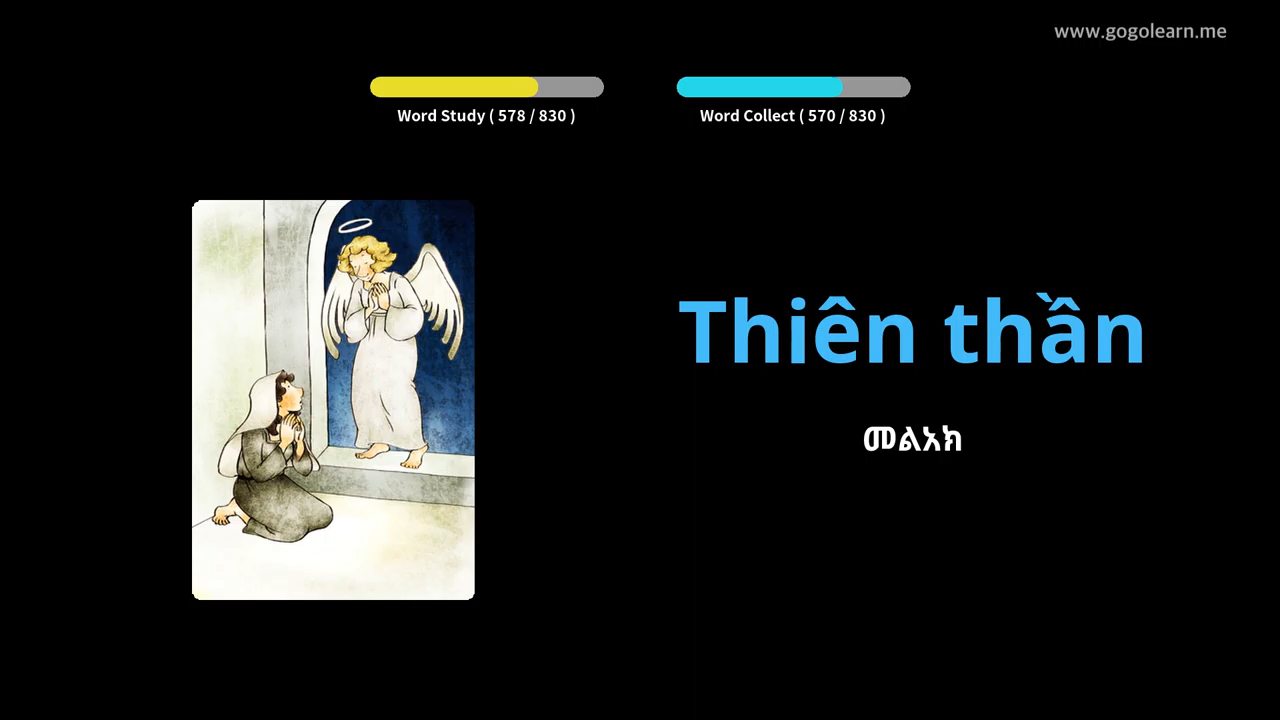 www.gogolearn.me
Word Study ( 578 / 830 )
Word Collect ( 570 / 830 )
Thiên thần
መልአክ